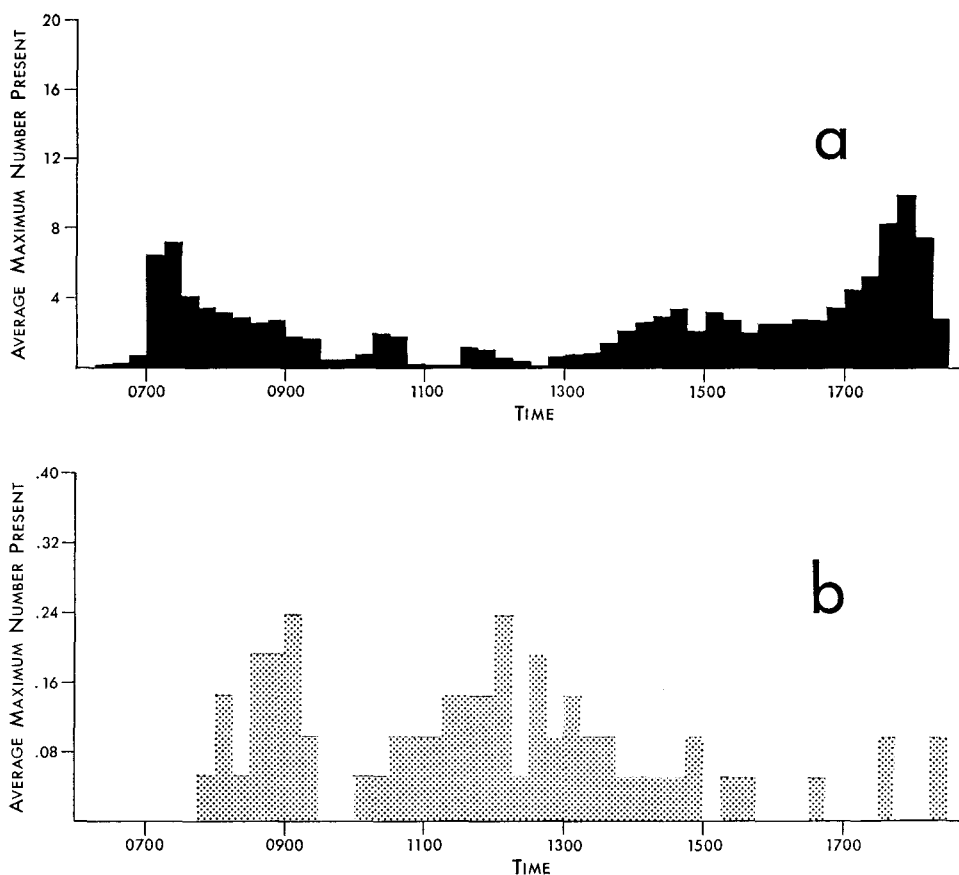 AVERAGE MAXIMUM NUMBER PRESENT
20
16
12
8
4
a
0700 0900 1100 1300 1500 1700
TIME
AVERAGE MAXIMUM NUMBER PRESENT
.40
.32
.24
.16
.08
b
0700 0900 1100 1300 1500 1700
TIME